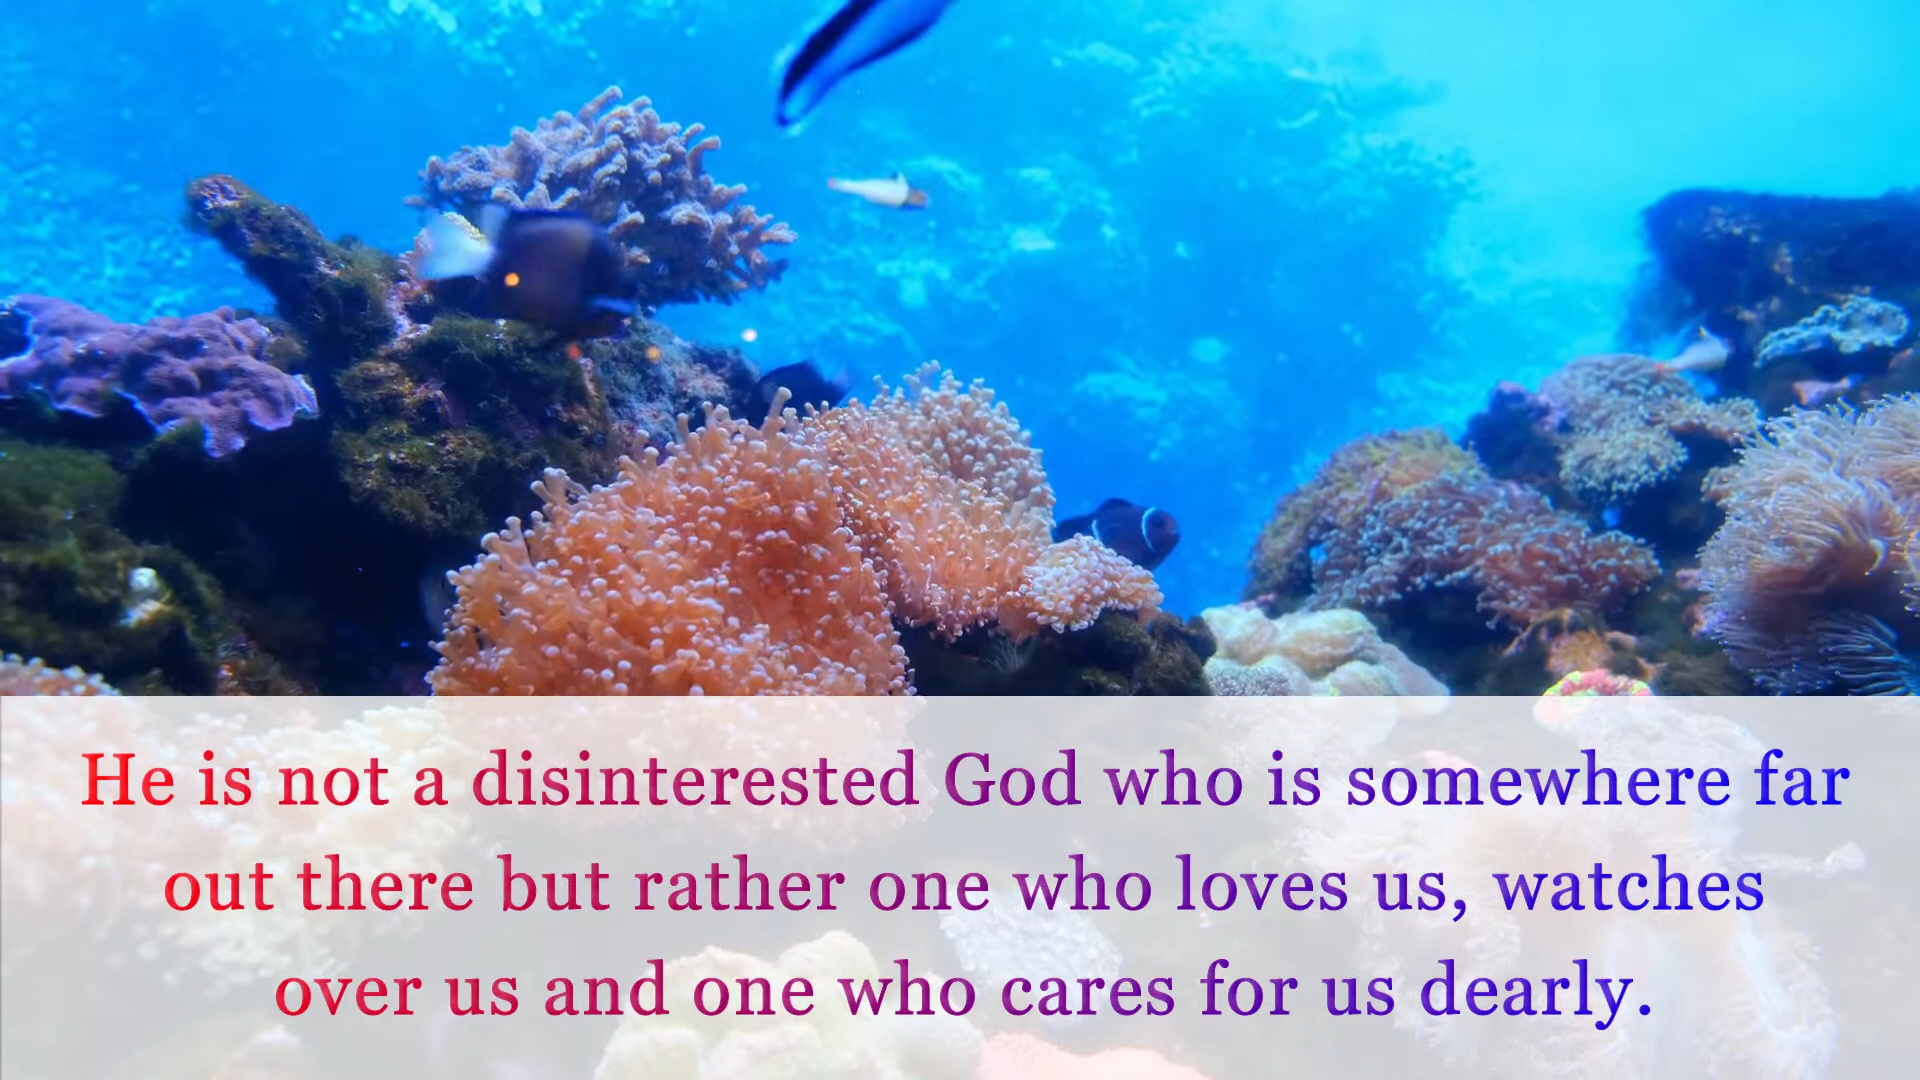 He is not a disinterested God who is somewhere far
out there but rather one who loves us, watches
over us and one who cares for us dearly.